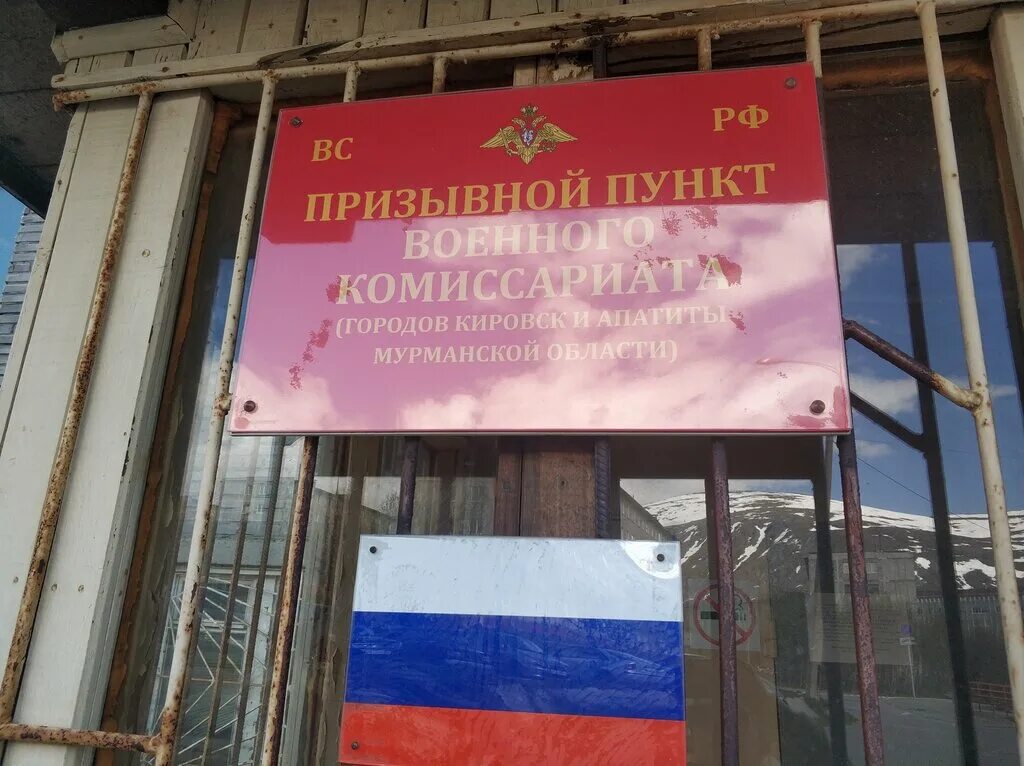 ВС РФ
ПРИЗЫВНОЙ ПУНКТ
ВОЕННОГО
КОМИССАРИАТА
(ГОРОДОВ КИРОВСК И АПАТИТЫ
МУРМАНСКОЙ ОБЛАСТИ)